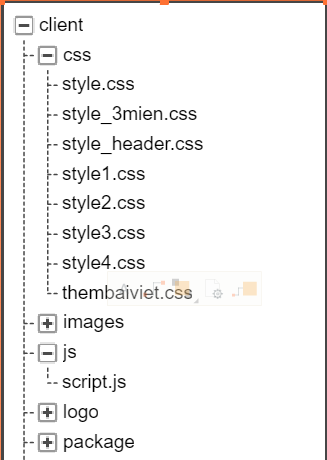 client
css
style.css
style_3mien.css
style_header.css
style1.css
style2.css
style3.css
style4.css
thembaiviet.css
images
js
script.js
logo
package